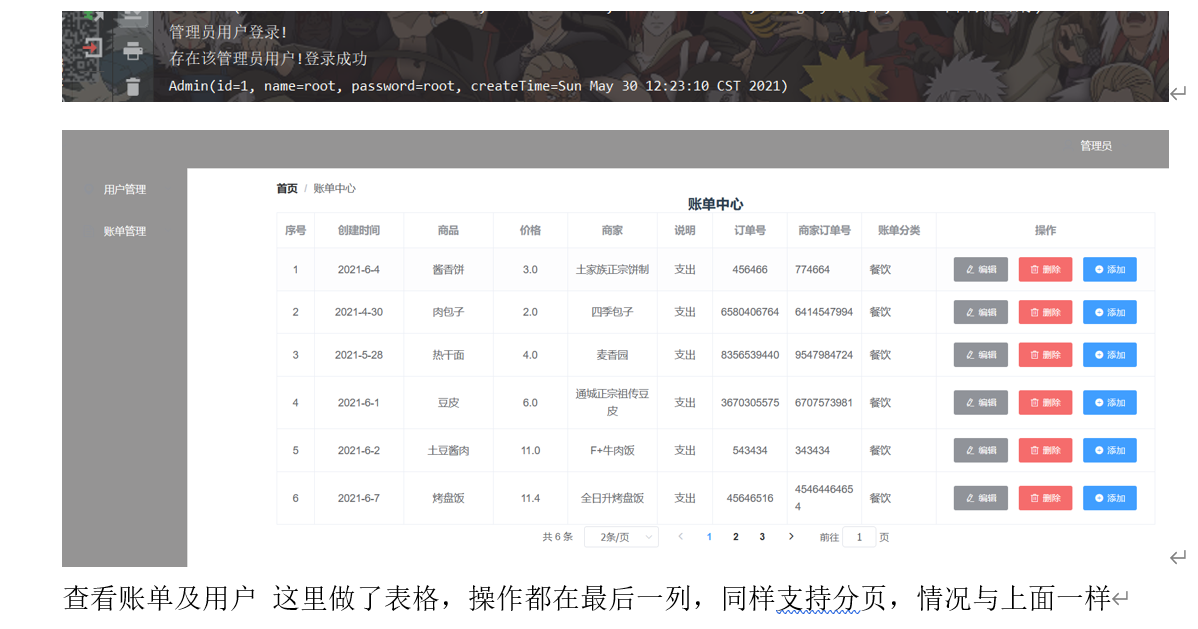 管理员用户登录!
存在该管理员用户!登录成功
Admin(id=1, name=root, password=root, createTime=Sun May 30 12:23:10 CST 2021)
管理员
用户管理
账单管理
首页 / 账单中心
账单中心
序号 创建时间 商品 价格 商家 说明 订单号 商家订单号 账单分类 操作
1 2021-6-4 酱香饼 3.0 土家族正宗饼制 支出 456466 774664 餐饮 编辑 删除 添加
2 2021-4-30 肉包子 2.0 四季包子 支出 6580406764 6414547994 餐饮 编辑 删除 添加
3 2021-5-28 热干面 4.0 麦香园 支出 8356539440 9547984724 餐饮 编辑 删除 添加
4 2021-6-1 豆皮 6.0 通城正宗祖传豆皮 支出 3670305575 6707573981 餐饮 编辑 删除 添加
5 2021-6-2 土豆酱肉 11.0 F+牛肉饭 支出 543434 343434 餐饮 编辑 删除 添加
6 2021-6-7 烤盘饭 11.4 全日升烤盘饭 支出 45646516 45464464654 餐饮 编辑 删除 添加
共 6 条 2条/页 1 2 3 前往 1 页
查看账单及用户 这里做了表格，操作都在最后一列，同样支持分页，情况与上面一样